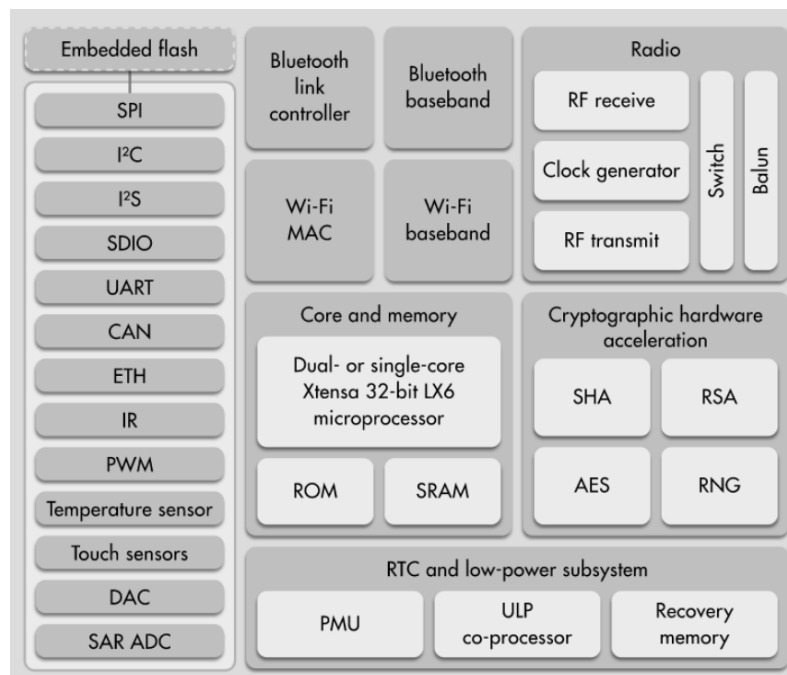 Embedded flash
SPI
I²C
I²S
SDIO
UART
CAN
ETH
IR
PWM
Temperature sensor
Touch sensors
DAC
SAR ADC
Bluetooth
link
controller
Bluetooth
baseband
Wi-Fi
MAC
Wi-Fi
baseband
Radio
RF receive
Clock generator
RF transmit
Switch
Balun
Core and memory
Dual- or single-core
Xtensa 32-bit LX6
microprocessor
ROM
SRAM
Cryptographic hardware
acceleration
SHA
RSA
AES
RNG
RTC and low-power subsystem
PMU
ULP
co-processor
Recovery
memory